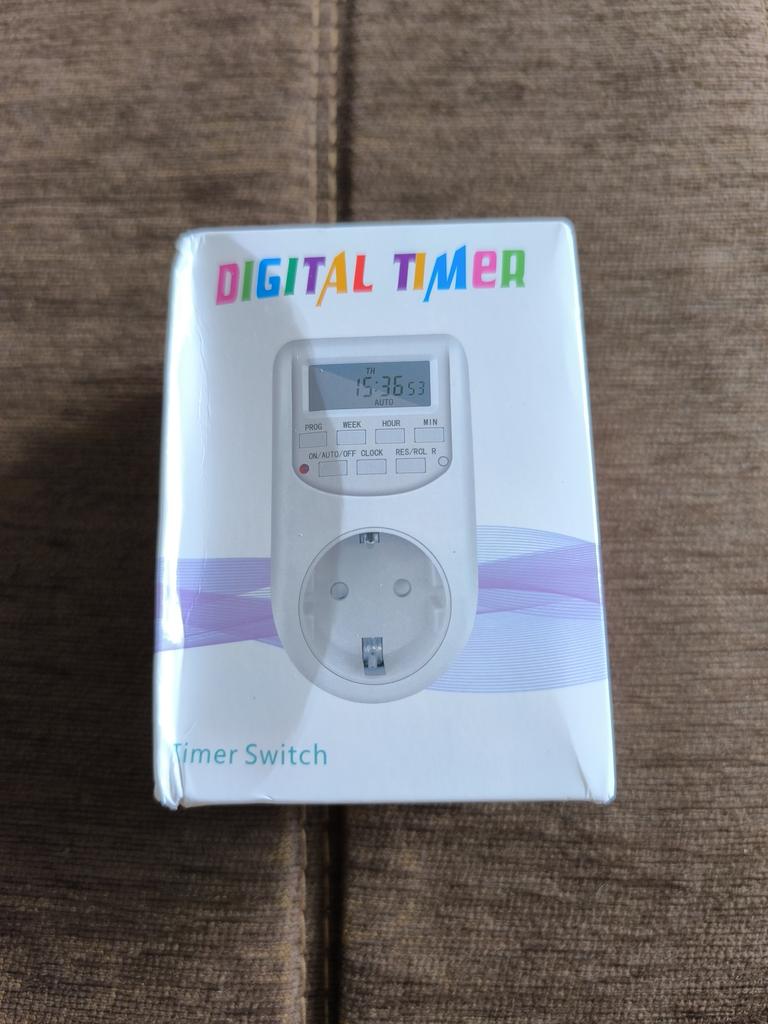 DIGITAL TIMER
TH
15:36 53
AUTO
PROG WEEK HOUR MIN
ON/AUTO/OFF CLOCK RES/RCL R
Timer Switch